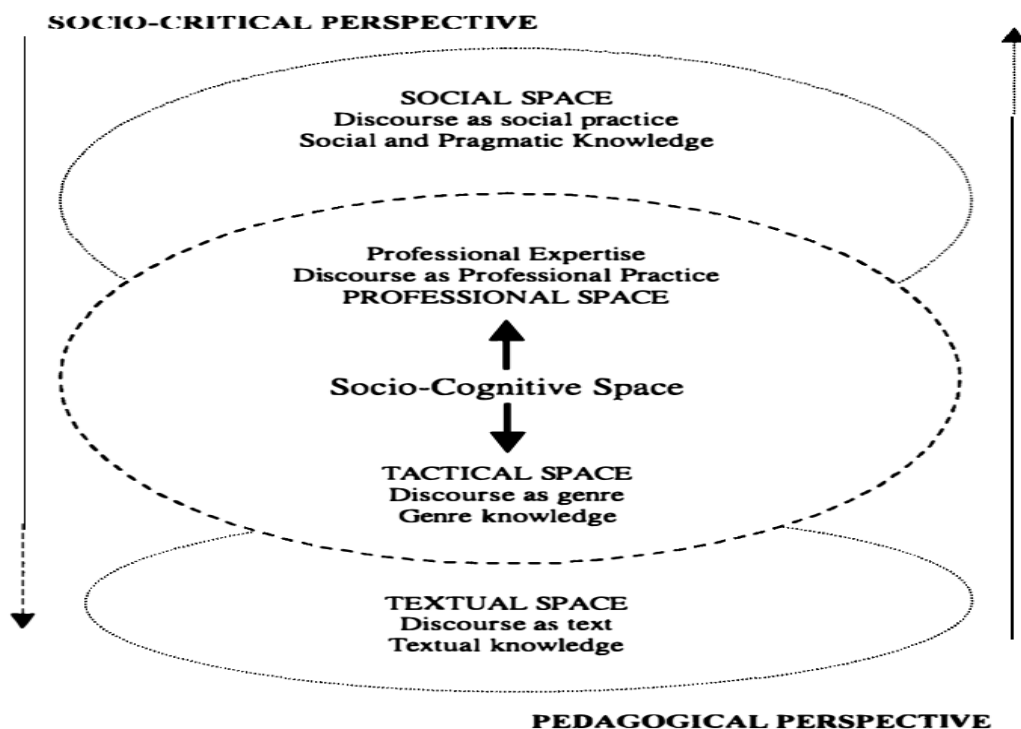 SOCIO-CRITICAL PERSPECTIVE
SOCIAL SPACE
Discourse as social practice
Social and Pragmatic Knowledge
Professional Expertise
Discourse as Professional Practice
PROFESSIONAL SPACE
Socio-Cognitive Space
TACTICAL SPACE
Discourse as genre
Genre knowledge
TEXTUAL SPACE
Discourse as text
Textual knowledge
PEDAGOGICAL PERSPECTIVE